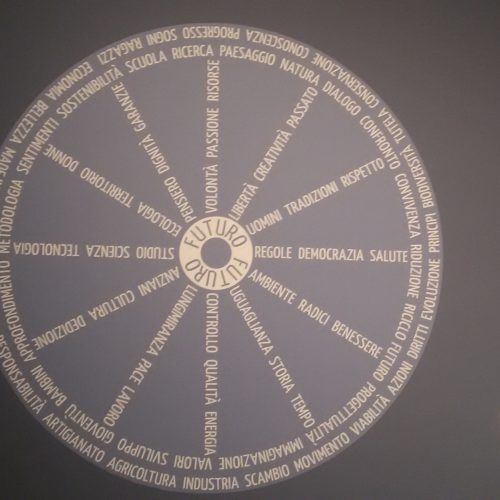 RESPONSABILITÀ ARTIGIANATO AGRICOLTURA INDUSTRIA SCAMBIO MOVIMENTO VIABILITÀ AZIONI DIRITTI EVOLUZIONE PRINCIPI BIODIVERSITÀ TUTELA CONSERVAZIONE CONOSCENZA PROGRESSO SOGNI RAGAZZI ECONOMIA BELLEZZA MADE
METODOLOGIA SENTIMENTI SOSTENIBILITÀ SCUOLA RICERCA PAESAGGIO NATURA DIALOGO CONFRONTO CONVIVENZA RIDUZIONE RICCO FUTURO PROGETTUALITÀ IMMAGINAZIONE VALORI SVILUPPO GIOVENTÙ BAMBINI APPROFONDIMENTO
VOLONTÀ PASSIONE RISORSE
LIBERTÀ CREATIVITÀ PASSATO
UOMINI TRADIZIONI RISPETTO
REGOLE DEMOCRAZIA SALUTE
AMBIENTE RADICI BENESSERE
UGUAGLIANZA STORIA TEMPO
CONTROLLO QUALITÀ ENERGIA
LUNGIMIRANZA PACE LAVORO
ANZIANI CULTURA DEDIZIONE
STUDIO SCIENZA TECNOLOGIA
ECOLOGIA TERRITORIO DONNE
PENSIERO DIGNITÀ GARANZIE
FUTURO
FUTURO